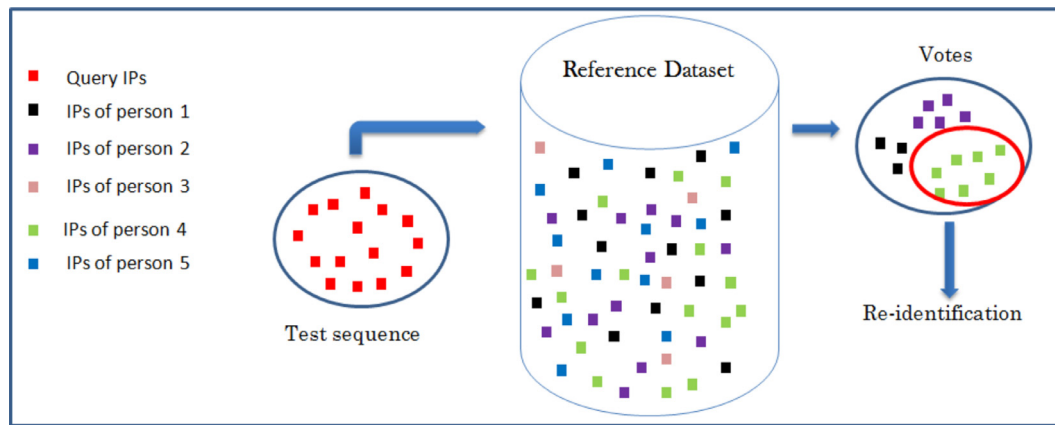 Query IPs
IPs of person 1
IPs of person 2
IPs of person 3
IPs of person 4
IPs of person 5
Test sequence
Reference Dataset
Votes
Re-identification